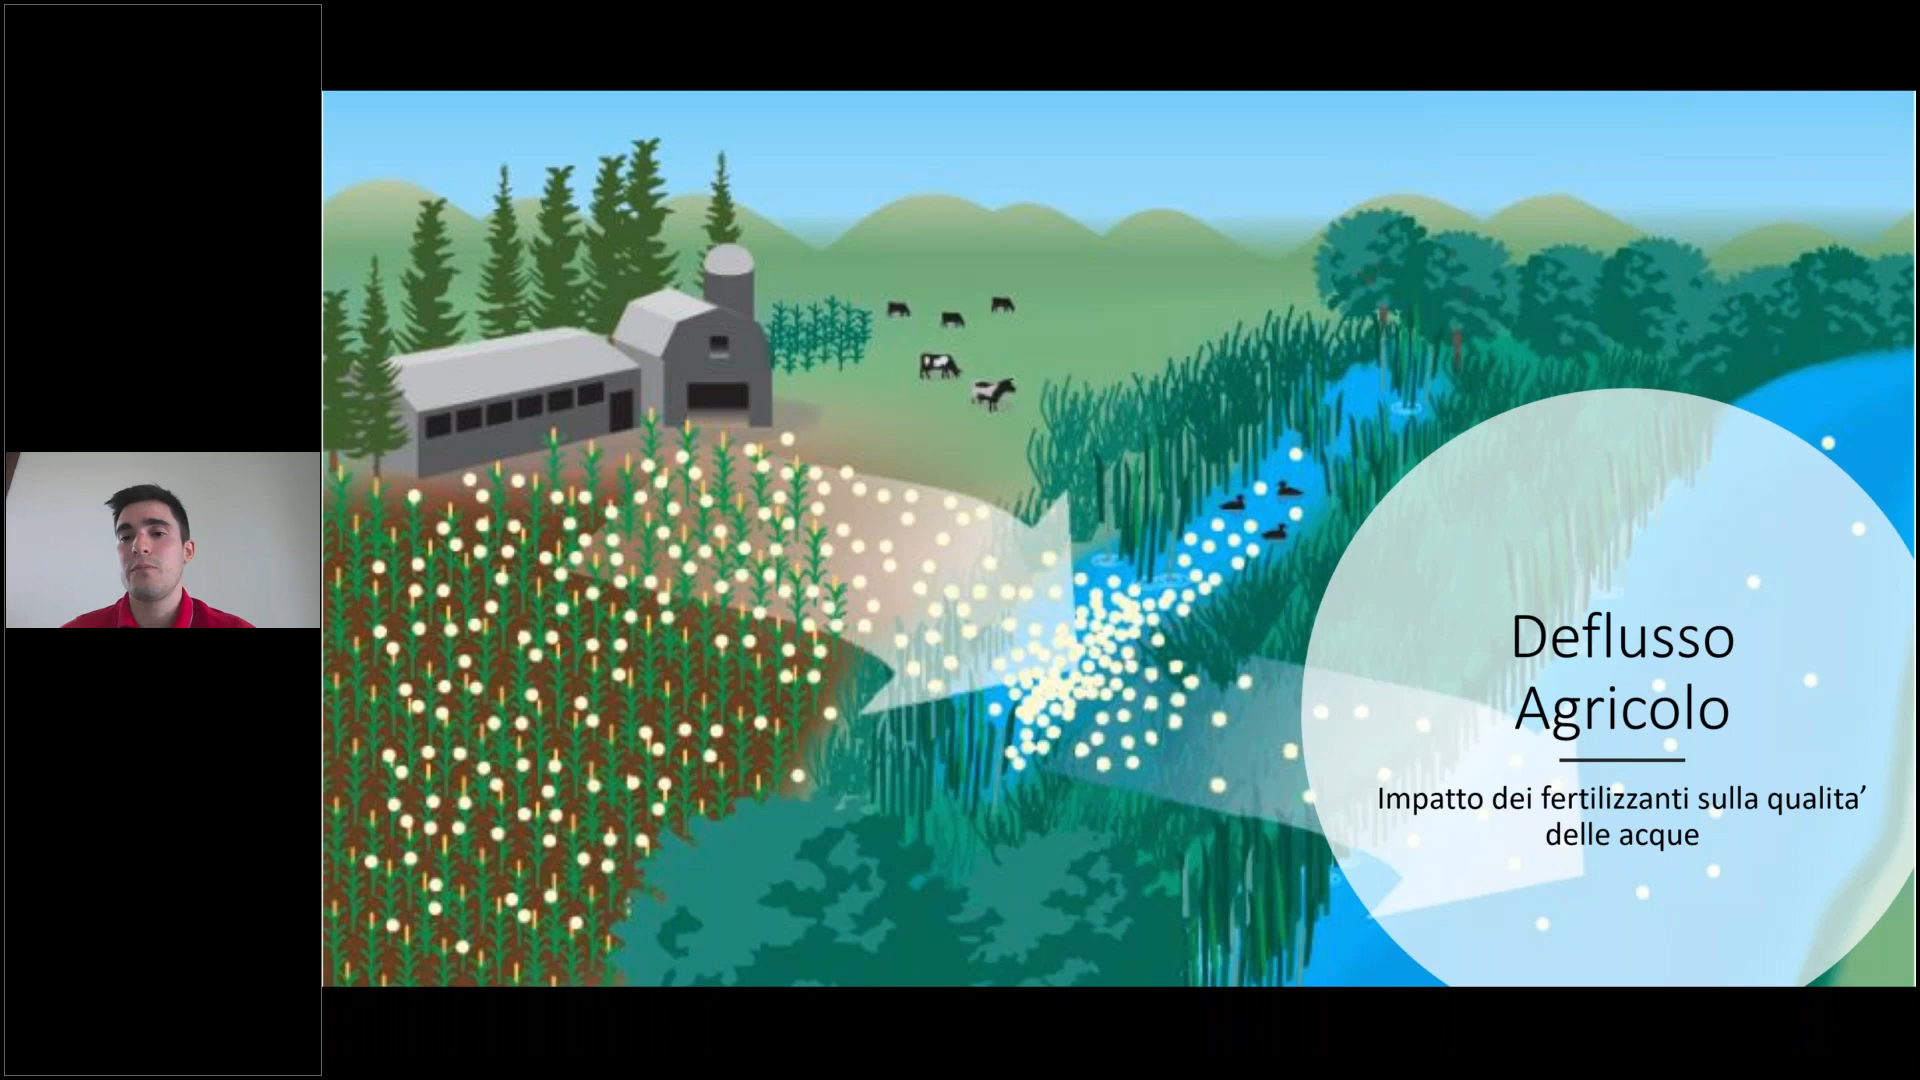 Deflusso
Agricolo
Impatto dei fertilizzanti sulla qualita’
delle acque